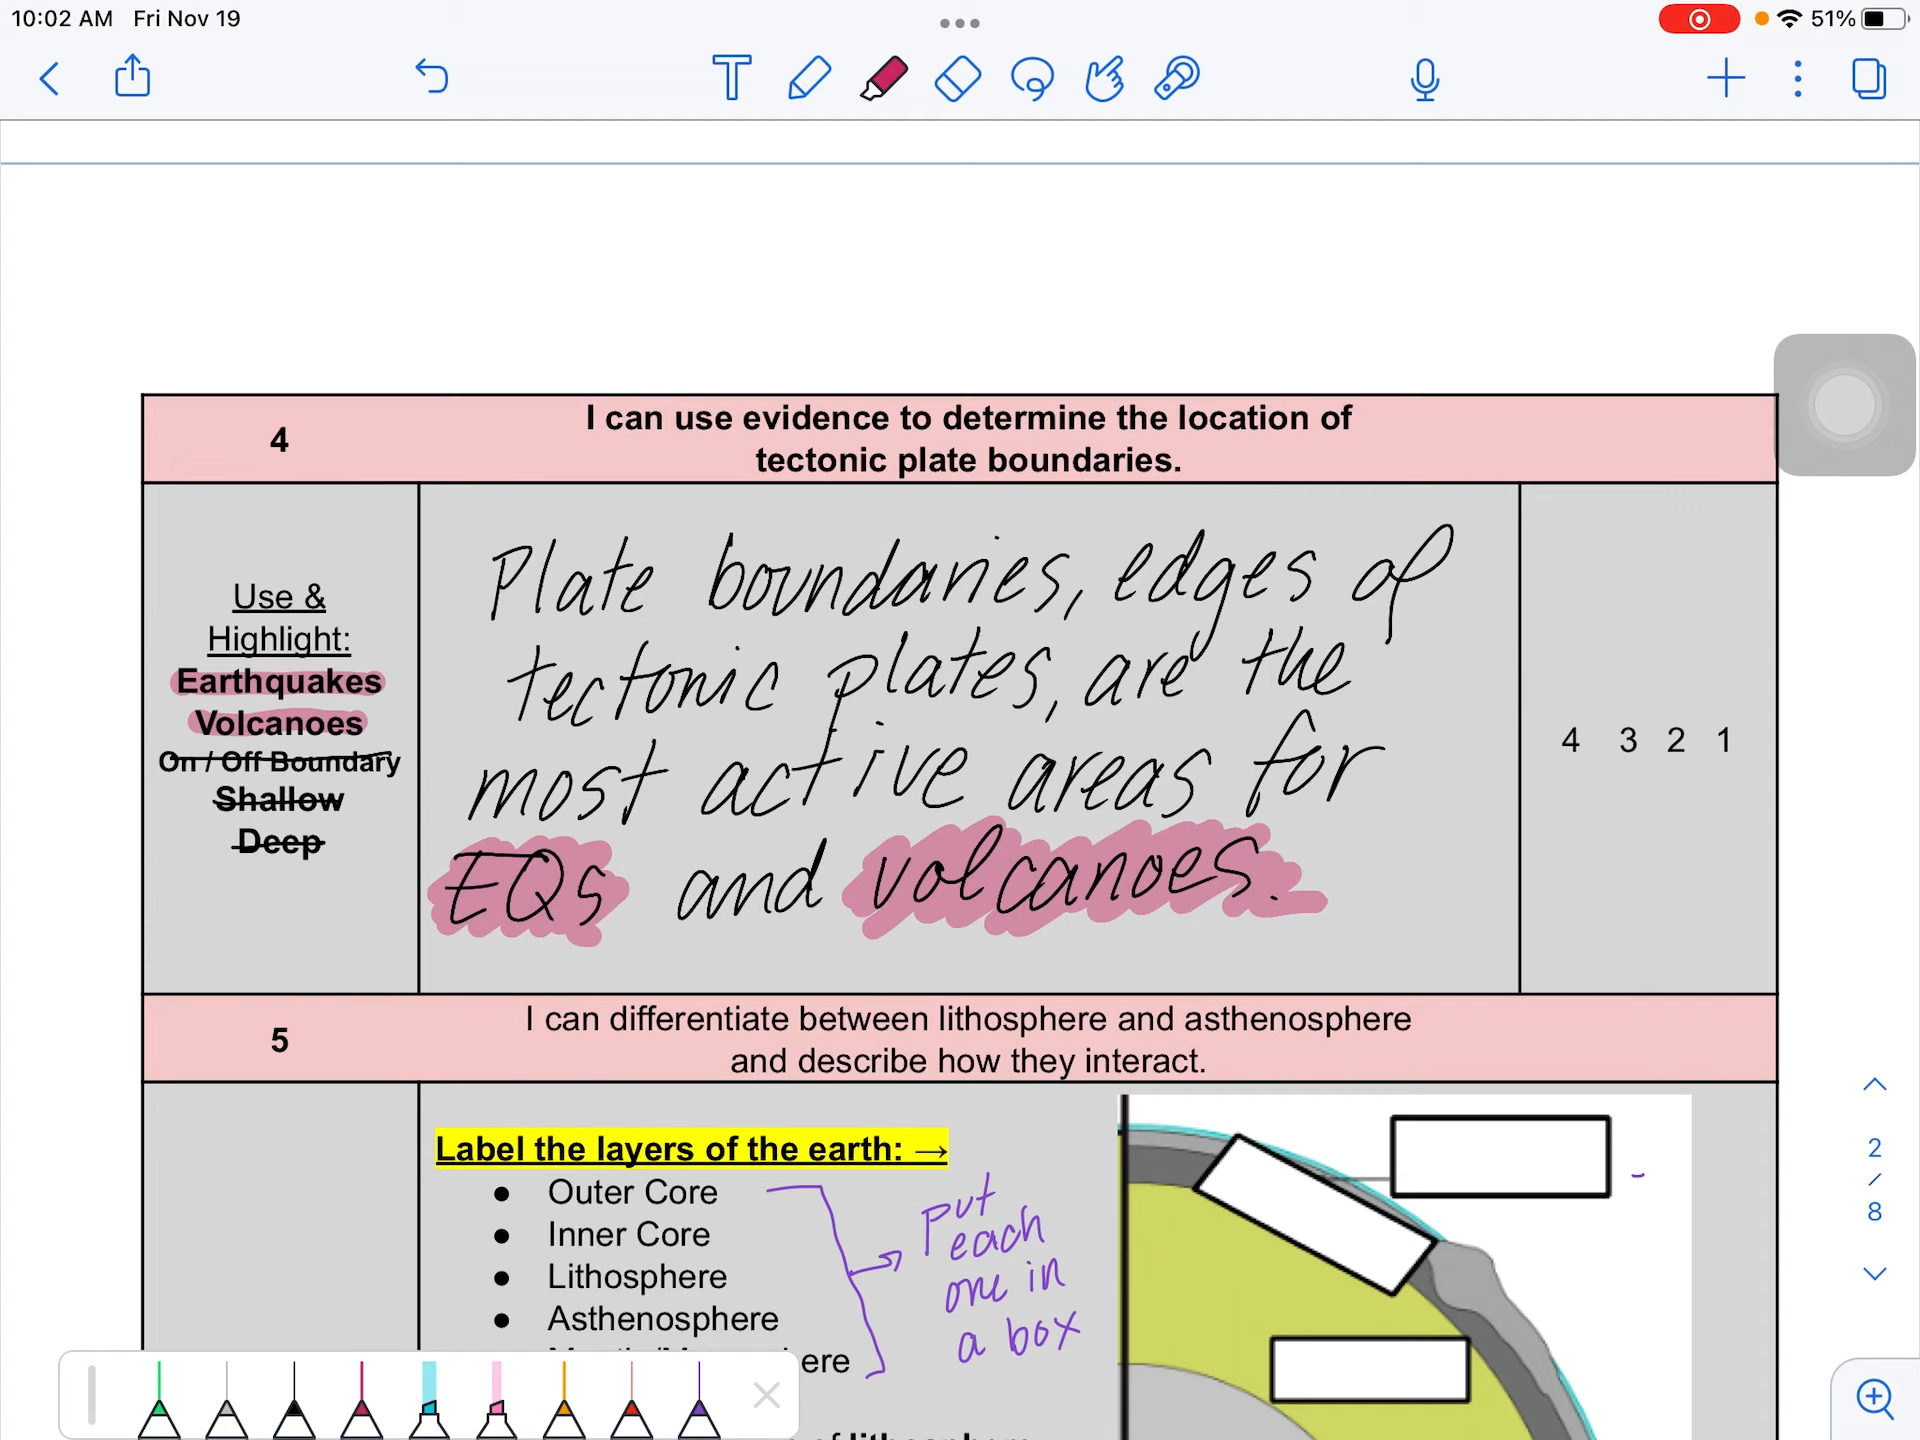 10:02 AM Fri Nov 19
51%
4
I can use evidence to determine the location of
tectonic plate boundaries.
Use &
Highlight:
Earthquakes
Volcanoes
On / Off Boundary
Shallow
Deep
Plate boundaries, edges of
tectonic plates, are the
most active areas for
EQs and volcanoes.
4 3 2 1
5
I can differentiate between lithosphere and asthenosphere
and describe how they interact.
Label the layers of the earth: →
● Outer Core
● Inner Core
● Lithosphere
● Asthenosphere
ere
put
each
one in
a box
2
/
8